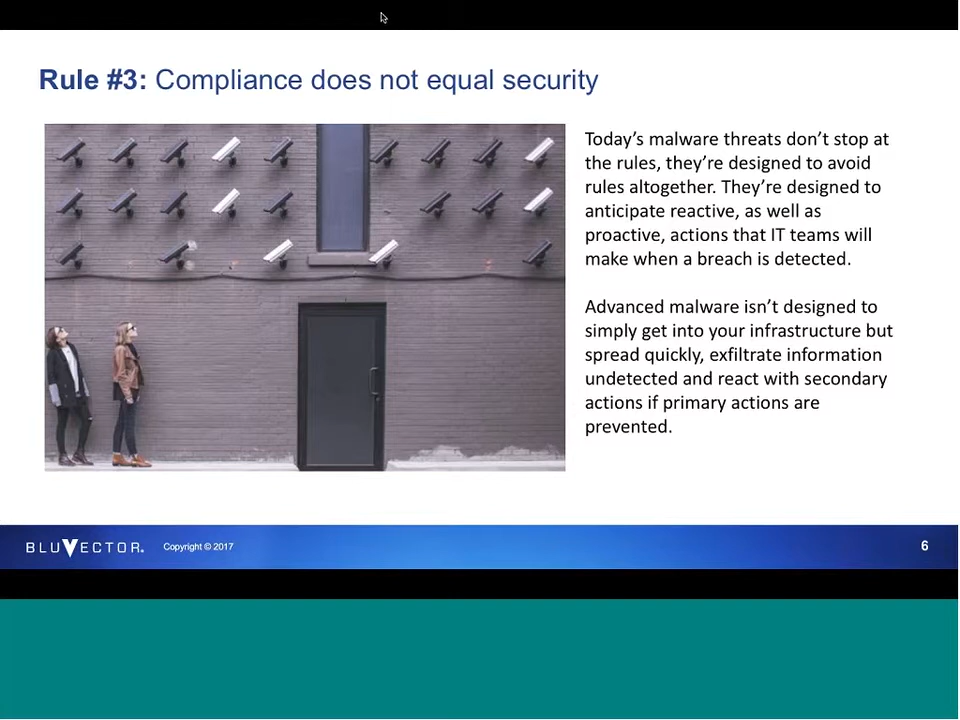 Rule #3: Compliance does not equal security
Today’s malware threats don’t stop at
the rules, they’re designed to avoid
rules altogether. They’re designed to
anticipate reactive, as well as
proactive, actions that IT teams will
make when a breach is detected.
Advanced malware isn’t designed to
simply get into your infrastructure but
spread quickly, exfiltrate information
undetected and react with secondary
actions if primary actions are
prevented.
BLUVECTOR® Copyright © 2017 6